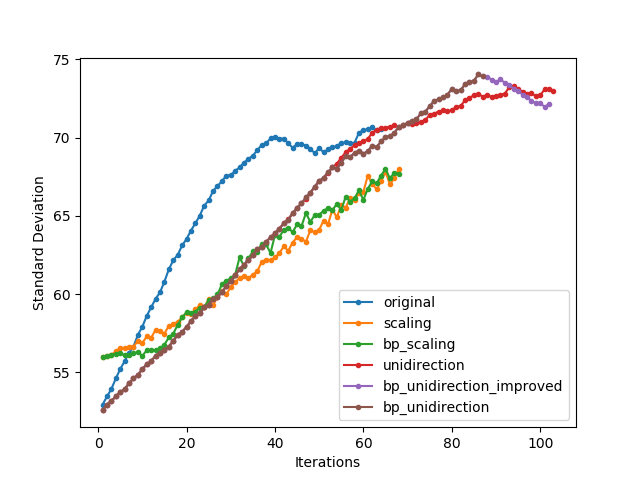 75
70
65
60
55
Standard Deviation
0
20
40
60
80
100
Iterations
original
scaling
bp_scaling
unidirection
bp_unidirection_improved
bp_unidirection